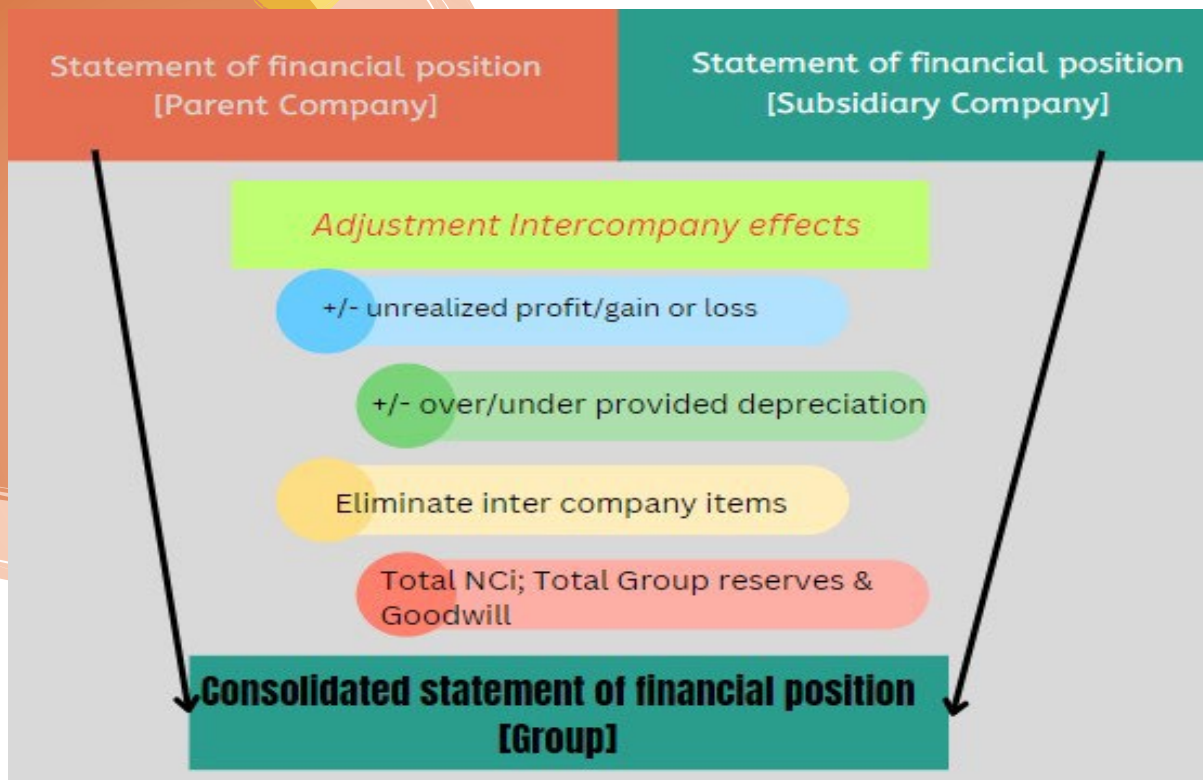 Statement of financial position
[Parent Company]
Statement of financial position
[Subsidiary Company]
Adjustment Intercompany effects
+/- unrealized profit/gain or loss
+/- over/under provided depreciation
Eliminate inter company items
Total NCi; Total Group reserves &
Goodwill
Consolidated statement of financial position
[Group]